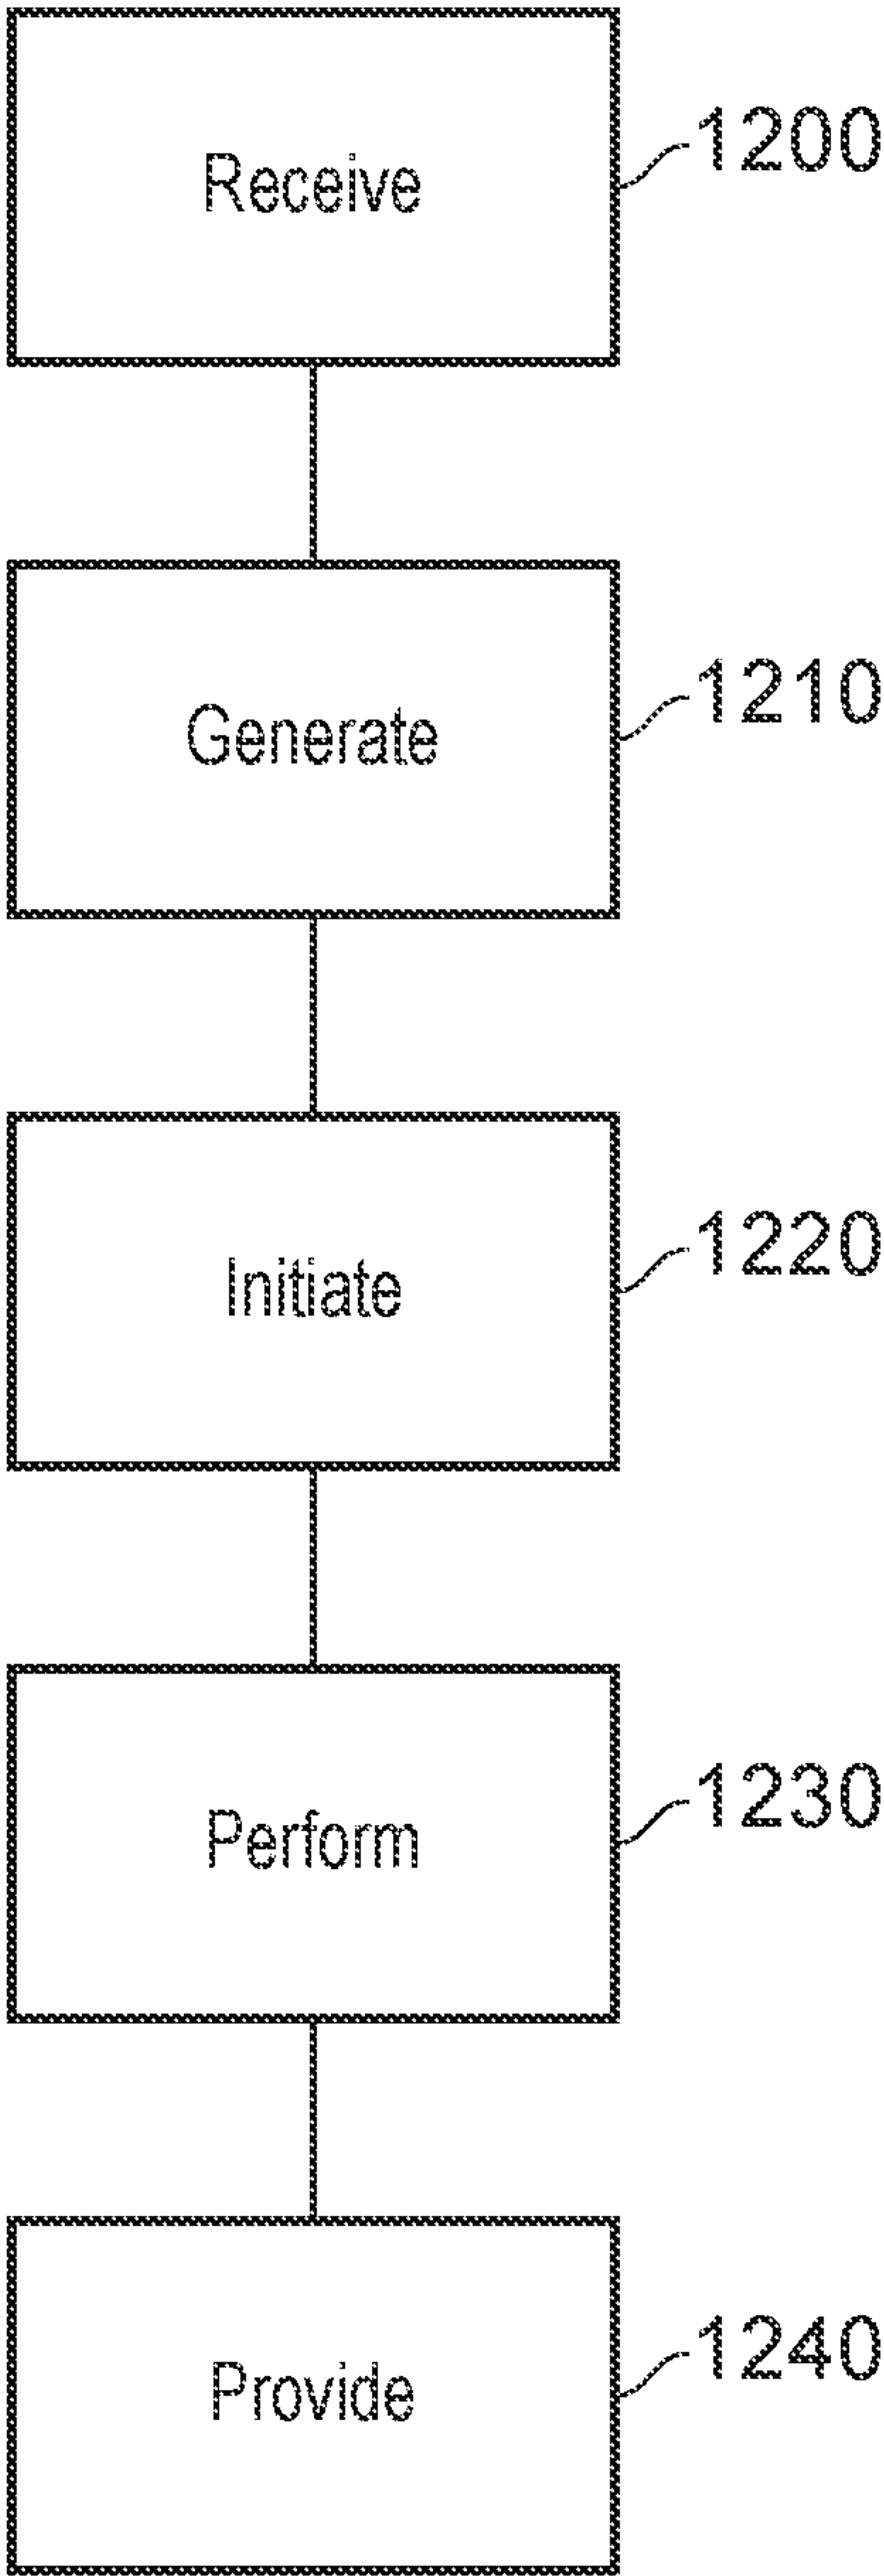 Receive
1200
Generate
1210
Initiate
1220
Perform
1230
Provide
1240